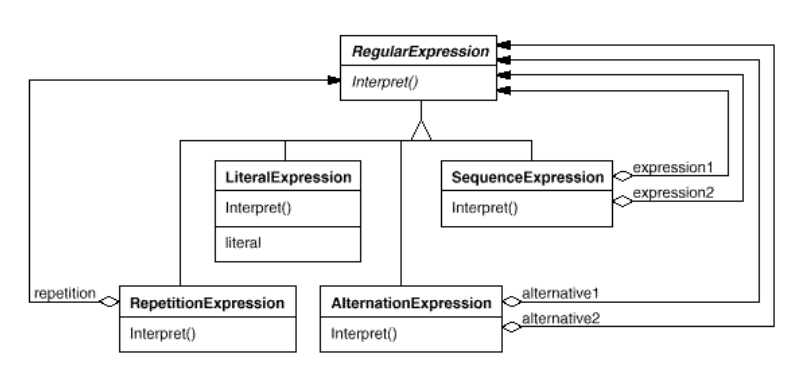 RegularExpression
Interpret()
LiteralExpression
Interpret()
literal
SequenceExpression
Interpret()
expression1
expression2
repetition
RepetitionExpression
Interpret()
AlternationExpression
Interpret()
alternative1
alternative2